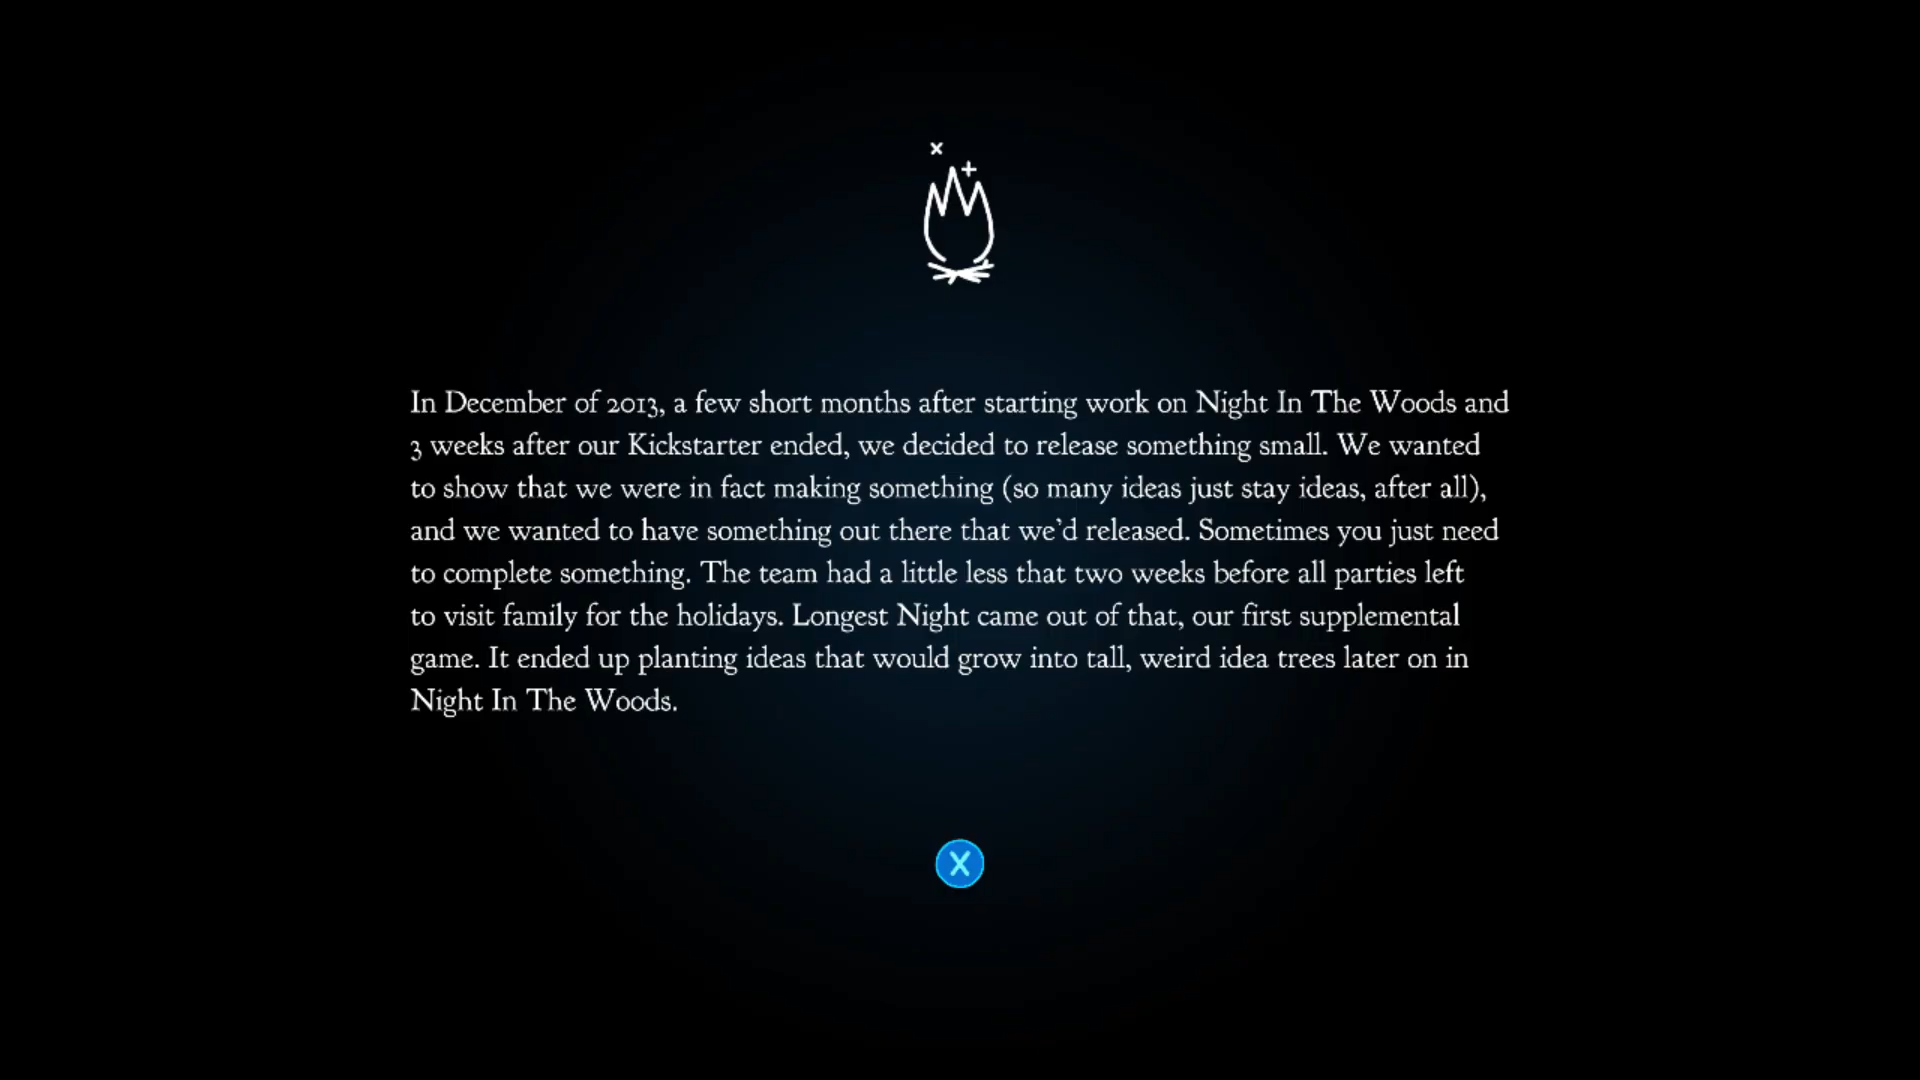 In December of 2013, a few short months after starting work on Night In The Woods and
3 weeks after our Kickstarter ended, we decided to release something small. We wanted
to show that we were in fact making something (so many ideas just stay ideas, after all),
and we wanted to have something out there that we'd released. Sometimes you just need
to complete something. The team had a little less that two weeks before all parties left
to visit family for the holidays. Longest Night came out of that, our first supplemental
game. It ended up planting ideas that would grow into tall, weird idea trees later on in
Night In The Woods.
X